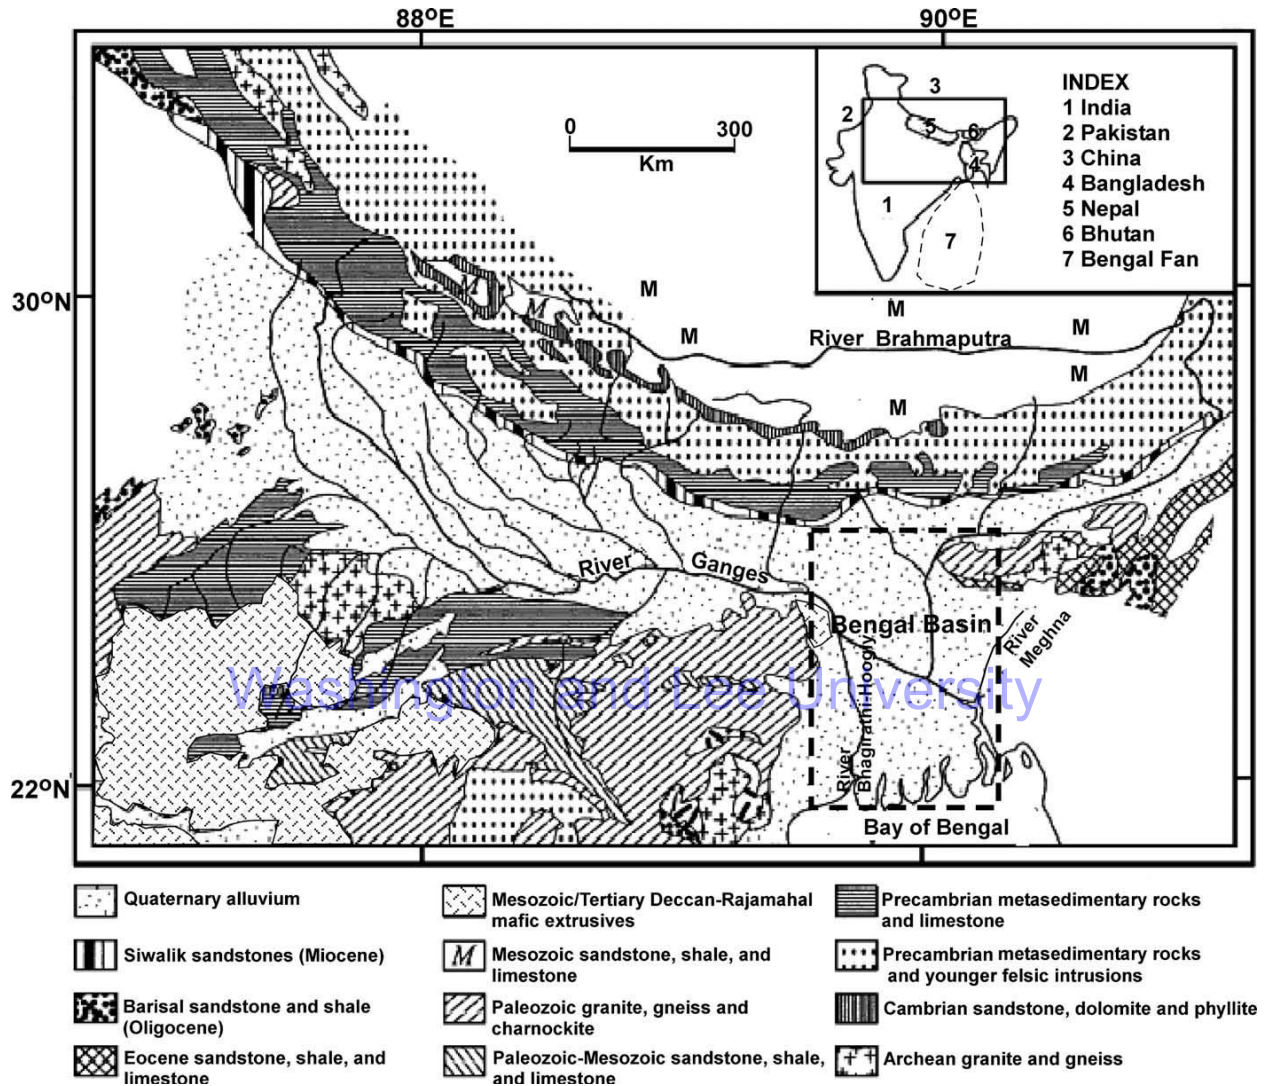 88ºE
90ºE
0
300
Km
INDEX
1 India
2 Pakistan
3 China
4 Bangladesh
5 Nepal
6 Bhutan
7 Bengal Fan
3
2
5
6
4
1
7
30ºN
M
M
M
M
M
River Brahmaputra
M
M
M
M
River
Ganges
Bengal Basin
River
Meghna
River
Bhagirathi-Hoogly
Washington and Lee University
22ºN
Bay of Bengal
Quaternary alluvium
Siwalik sandstones (Miocene)
Barisal sandstone and shale
(Oligocene)
Eocene sandstone, shale, and
limestone
Mesozoic/Tertiary Deccan-Rajamahal
mafic extrusives
M
Mesozoic sandstone, shale, and
limestone
Paleozoic granite, gneiss and
charnockite
Paleozoic-Mesozoic sandstone, shale,
and limestone
Precambrian metasedimentary rocks
and limestone
Precambrian metasedimentary rocks
and younger felsic intrusions
Cambrian sandstone, dolomite and phyllite
Archean granite and gneiss